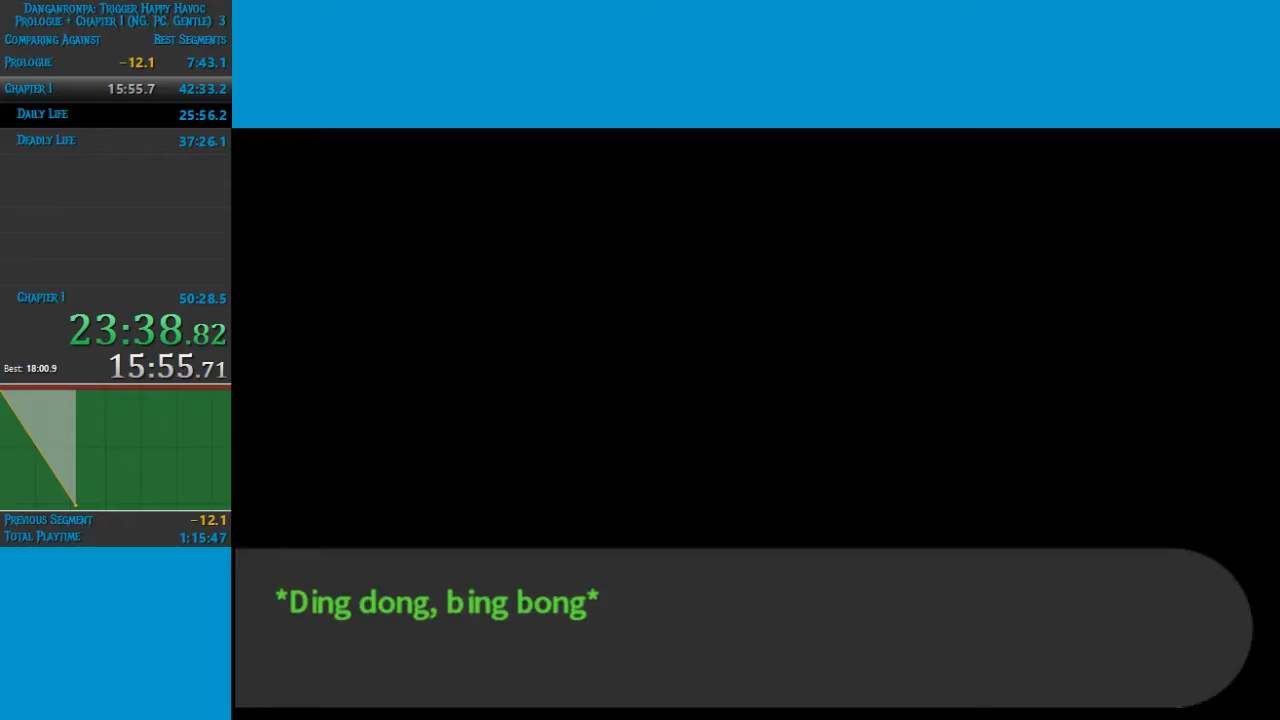 Danganronpa: Trigger Happy Havoc
Prologue + Chapter 1 (NG, PC, Gentle) 3
Comparing Against Best Segments
Prologue -12.1 7:43.1
Chapter 1 15:55.7 42:33.2
Daily Life 25:56.2
Deadly Life 37:26.1
Chapter 1 50:28.5
23:38.82
Best: 18:00.9 15:55.71
Previous Segment -12.1
Total Playtime 1:15:47
*Ding dong, bing bong*